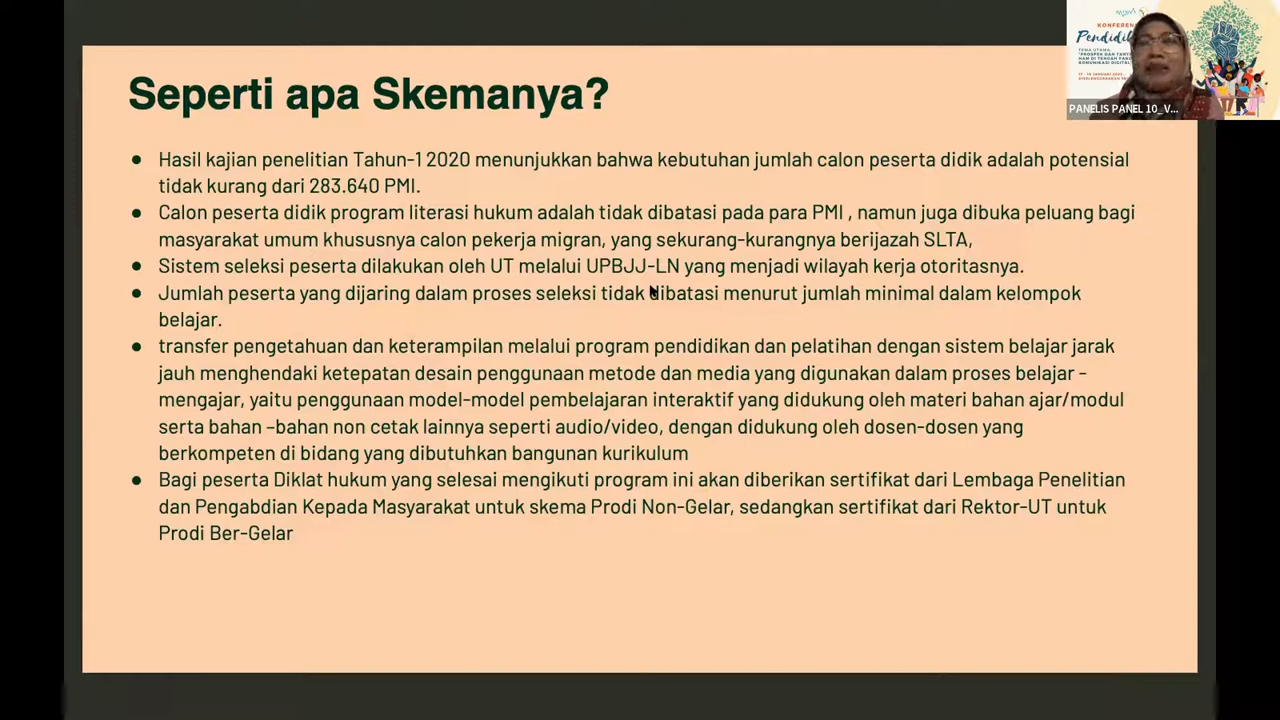 Seperti apa Skemanya?
● Hasil kajian penelitian Tahun-1 2020 menunjukkan bahwa kebutuhan jumlah calon peserta didik adalah potensial
tidak kurang dari 283.640 PMI.
● Calon peserta didik program literasi hukum adalah tidak dibatasi pada para PMI , namun juga dibuka peluang bagi
masyarakat umum khususnya calon pekerja migran, yang sekurang-kurangnya berijazah SLTA,
● Sistem seleksi peserta dilakukan oleh UT melalui UPBJJ-LN yang menjadi wilayah kerja otoritasnya.
● Jumlah peserta yang dijaring dalam proses seleksi tidak dibatasi menurut jumlah minimal dalam kelompok
belajar.
● transfer pengetahuan dan keterampilan melalui program pendidikan dan pelatihan dengan sistem belajar jarak
jauh menghendaki ketepatan desain penggunaan metode dan media yang digunakan dalam proses belajar -
mengajar, yaitu penggunaan model-model pembelajaran interaktif yang didukung oleh materi bahan ajar/modul
serta bahan –bahan non cetak lainnya seperti audio/video, dengan didukung oleh dosen-dosen yang
berkompeten di bidang yang dibutuhkan bangunan kurikulum
● Bagi peserta Diklat hukum yang selesai mengikuti program ini akan diberikan sertifikat dari Lembaga Penelitian
dan Pengabdian Kepada Masyarakat untuk skema Prodi Non-Gelar, sedangkan sertifikat dari Rektor-UT untuk
Prodi Ber-Gelar
TEMA UTAMA:
PANELIS PANEL 10_V...